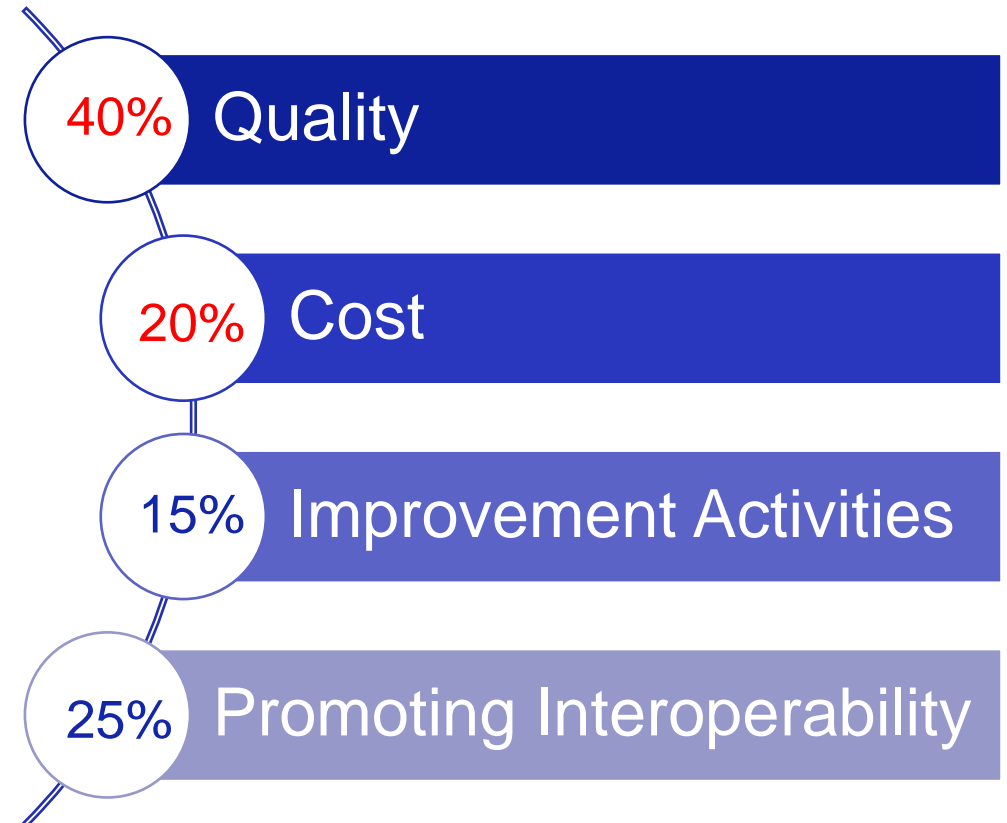 40% Quality
20% Cost
15% Improvement Activities
25% Promoting Interoperability